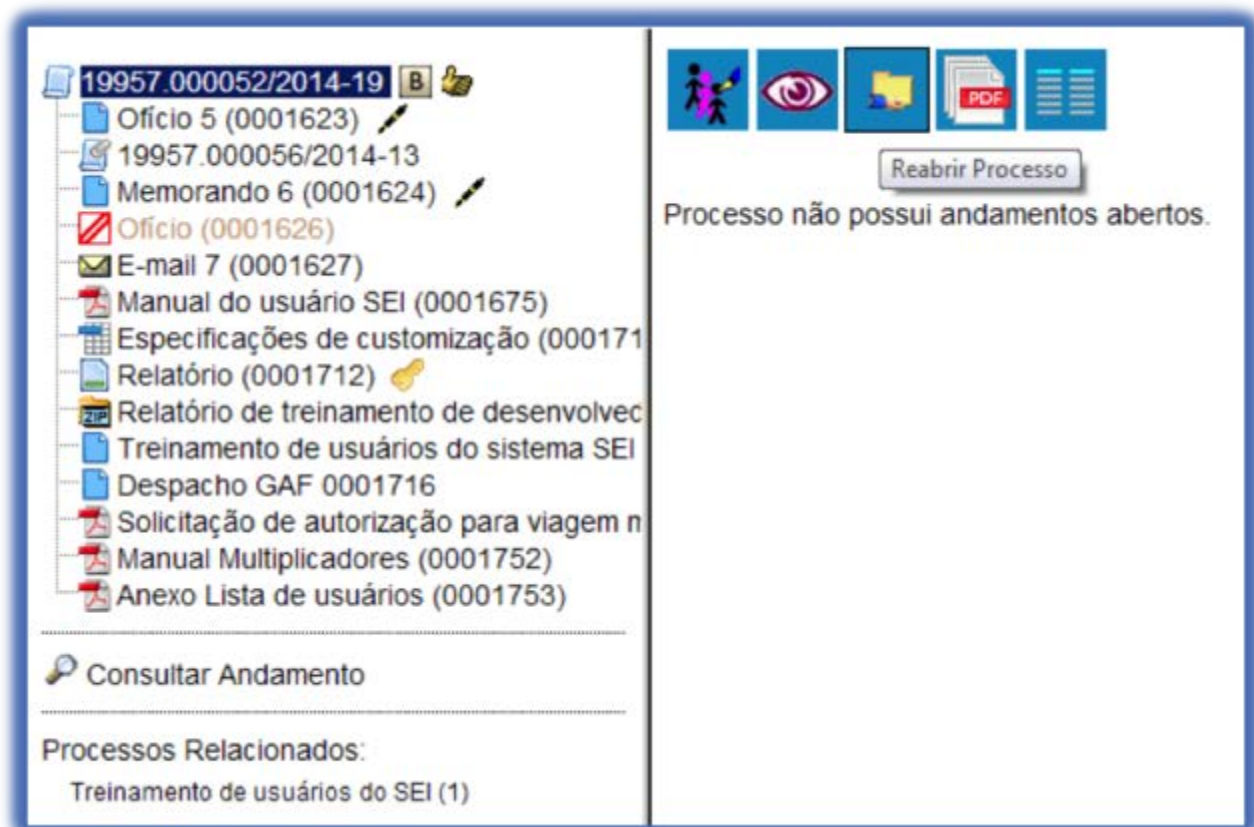 19957.000052/2014-19 B
Ofício 5 (0001623)
19957.000056/2014-13
Memorando 6 (0001624)
Ofício (0001626)
E-mail 7 (0001627)
Manual do usuário SEI (0001675)
Especificações de customização (000171
Relatório (0001712)
ZIP Relatório de treinamento de desenvolved
Treinamento de usuários do sistema SEI
Despacho GAF 0001716
Solicitação de autorização para viagem n
Manual Multiplicadores (0001752)
Anexo Lista de usuários (0001753)
Consultar Andamento
Processos Relacionados:
Treinamento de usuários do SEI (1)
PDF
Reabrir Processo
Processo não possui andamentos abertos.